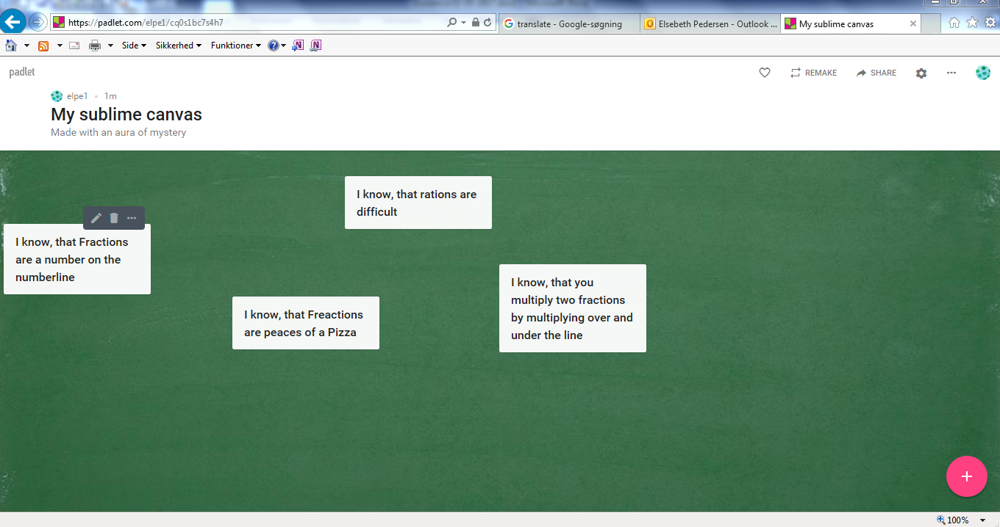 https://padlet.com/elpe1/cq0s1bc7s4h7
translate - Google-søgning
Elsebeth Pedersen - Outlook ...
My sublime canvas
Side
Sikkerhed
Funktioner
padlet
REMAKE
SHARE
elpe1 • 1m
My sublime canvas
Made with an aura of mystery
I know, that rations are
difficult
I know, that Fractions
are a number on the
numberline
I know, that you
multiply two fractions
by multiplying over and
under the line
I know, that Freactions
are peaces of a Pizza
100%